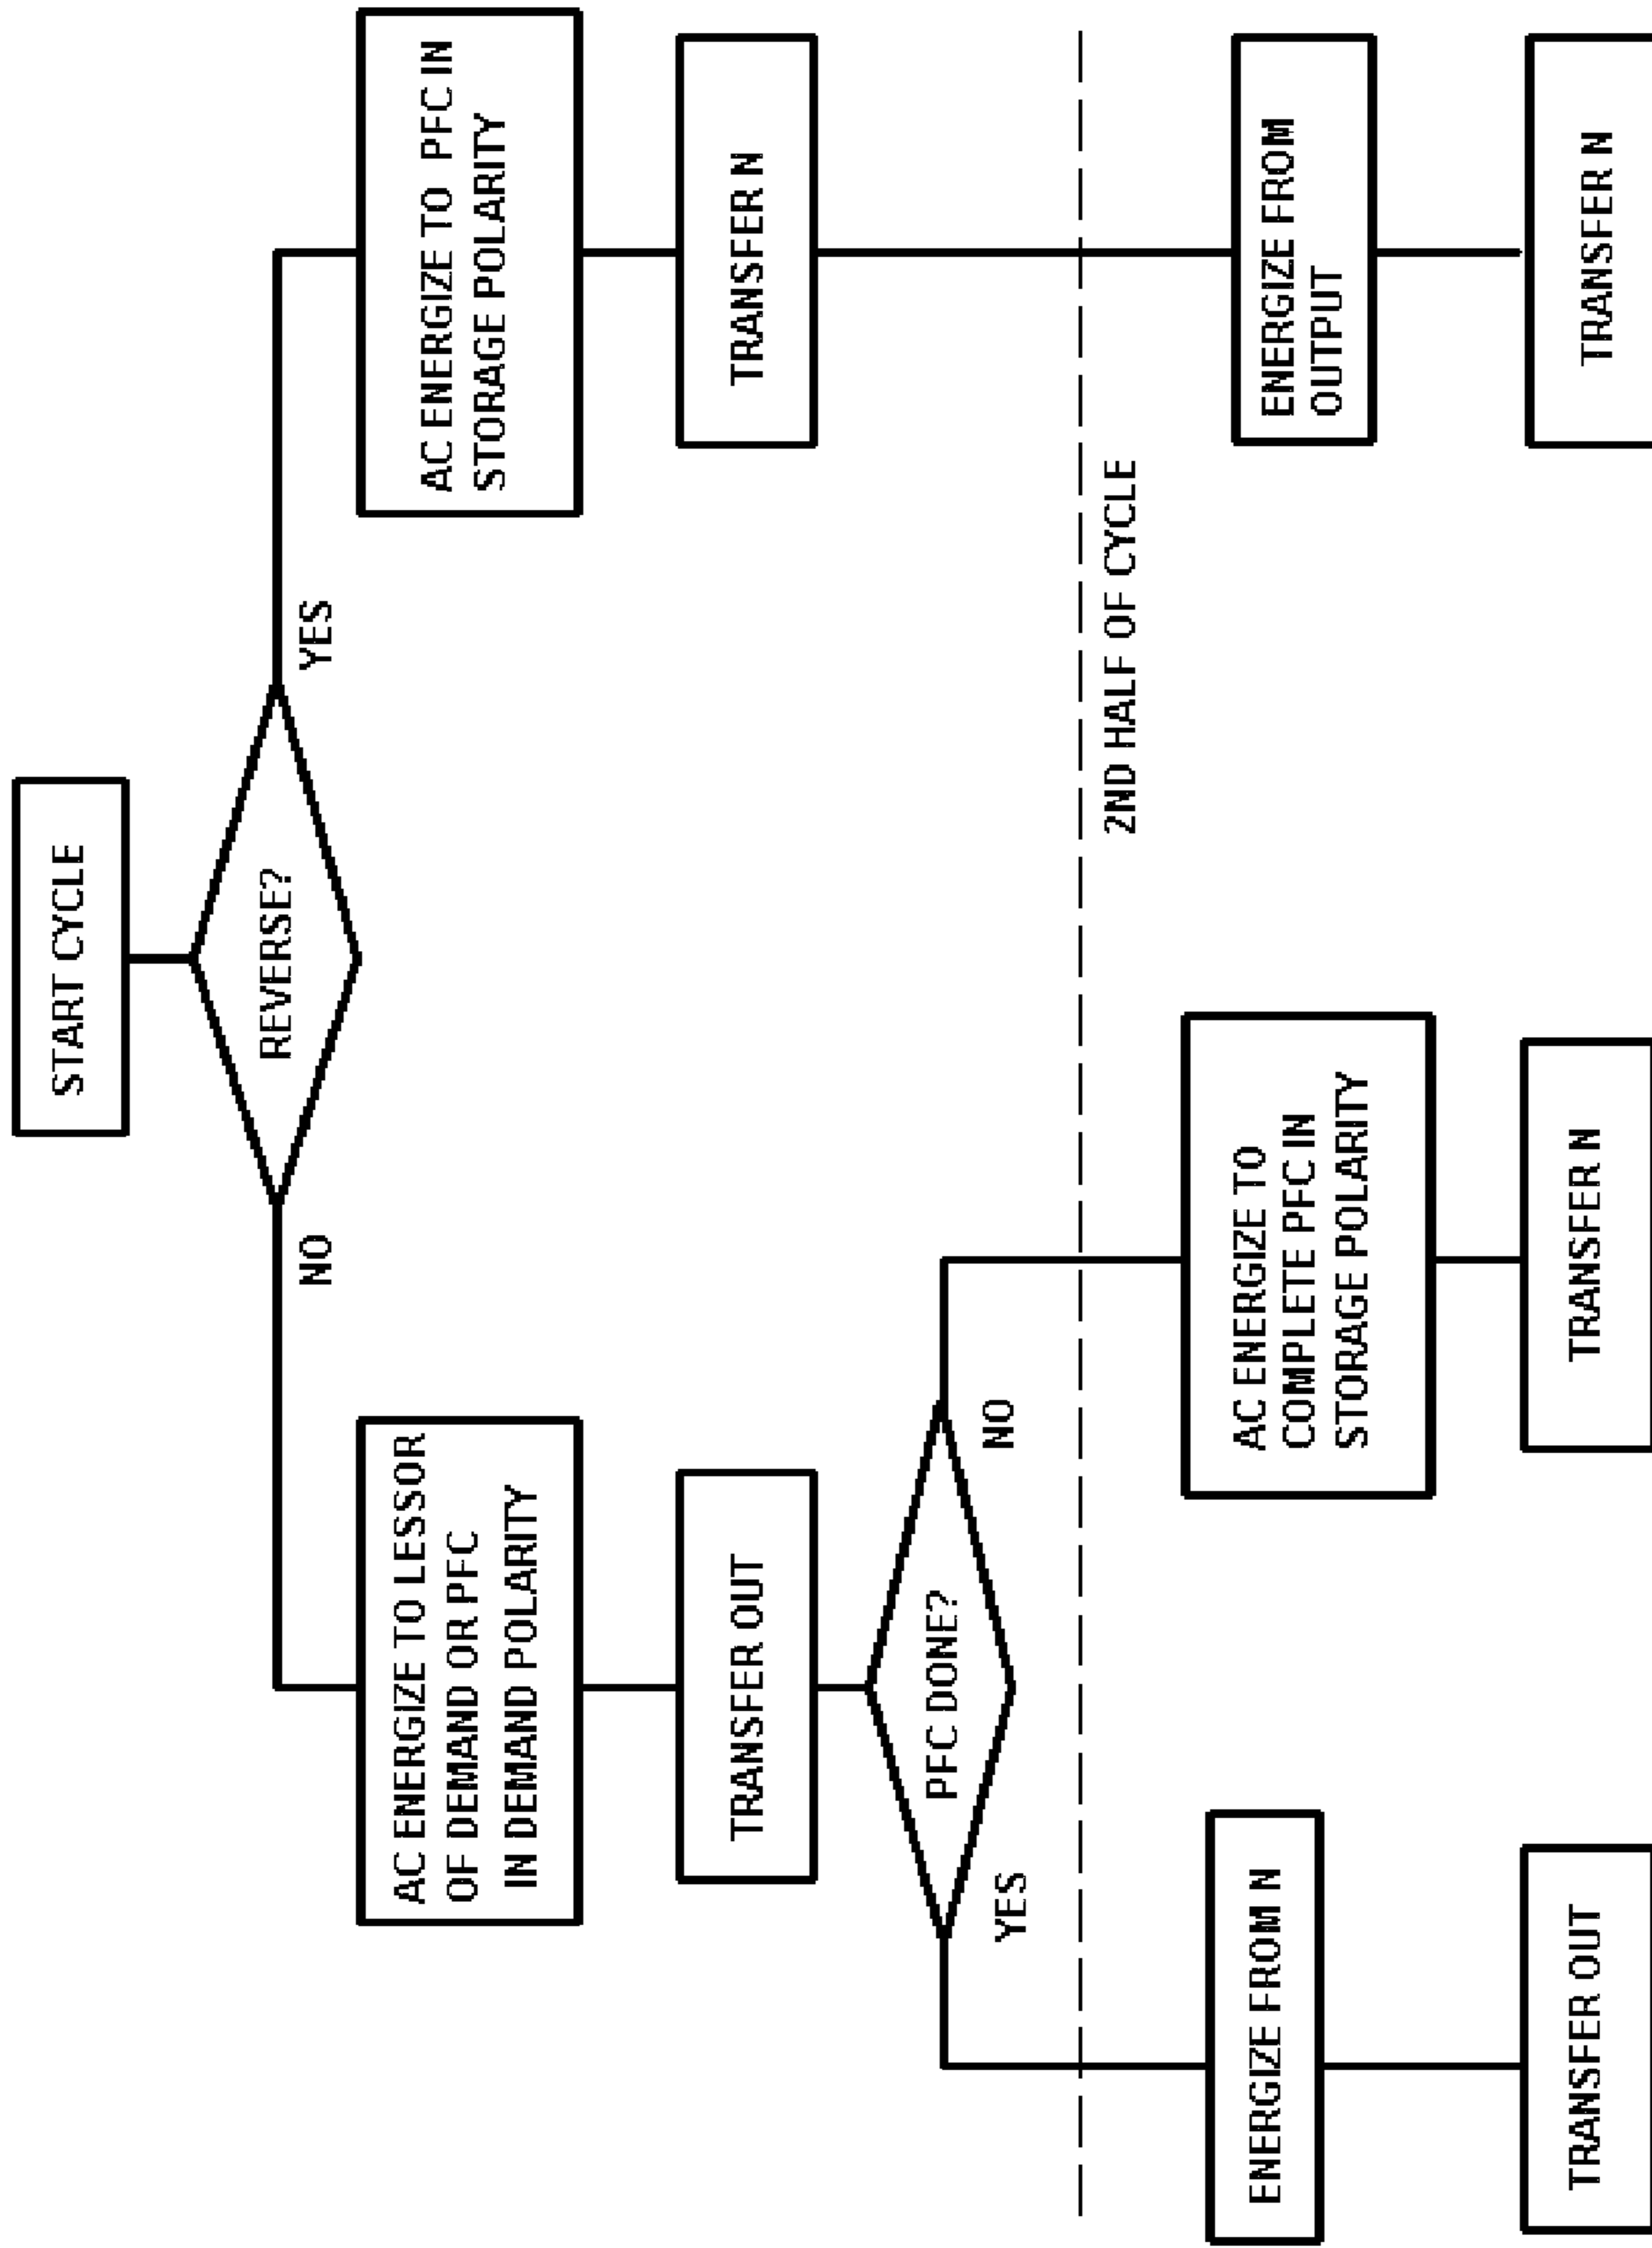 START CYCLE
REVERSE?
NO
YES
AC ENERGIZE TO LESSOR
OF DEMAND OR PFC
IN DEMAND POLARITY
AC ENERGIZE TO PFC IN
STORAGE POLARITY
TRANSFER OUT
TRANSFER N
PFC DONE?
YES
NO
2ND HALF OF CYCLE
ENERGIZE FROM N
AC ENERGIZE TO
COMPLETE PFC IN
STORAGE POLARITY
ENERGIZE FROM
OUTPUT
TRANSFER OUT
TRANSFER N
TRANSFER N